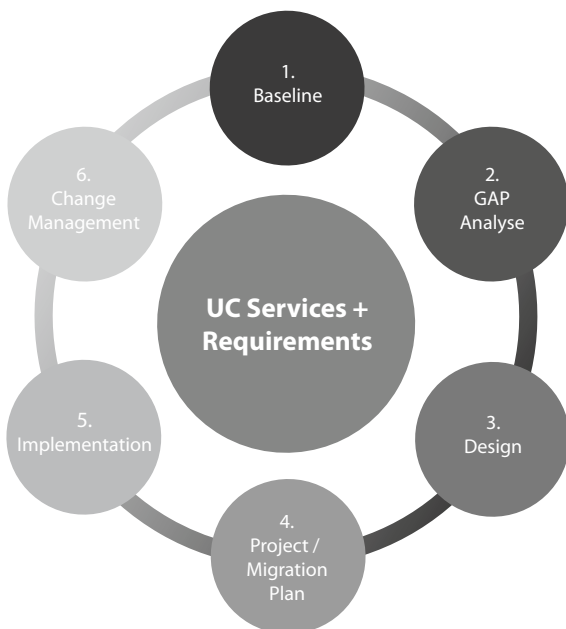 1.
Baseline
2.
GAP
Analyse
3.
Design
4.
Project /
Migration
Plan
5.
Implementation
6.
Change
Management
UC Services +
Requirements